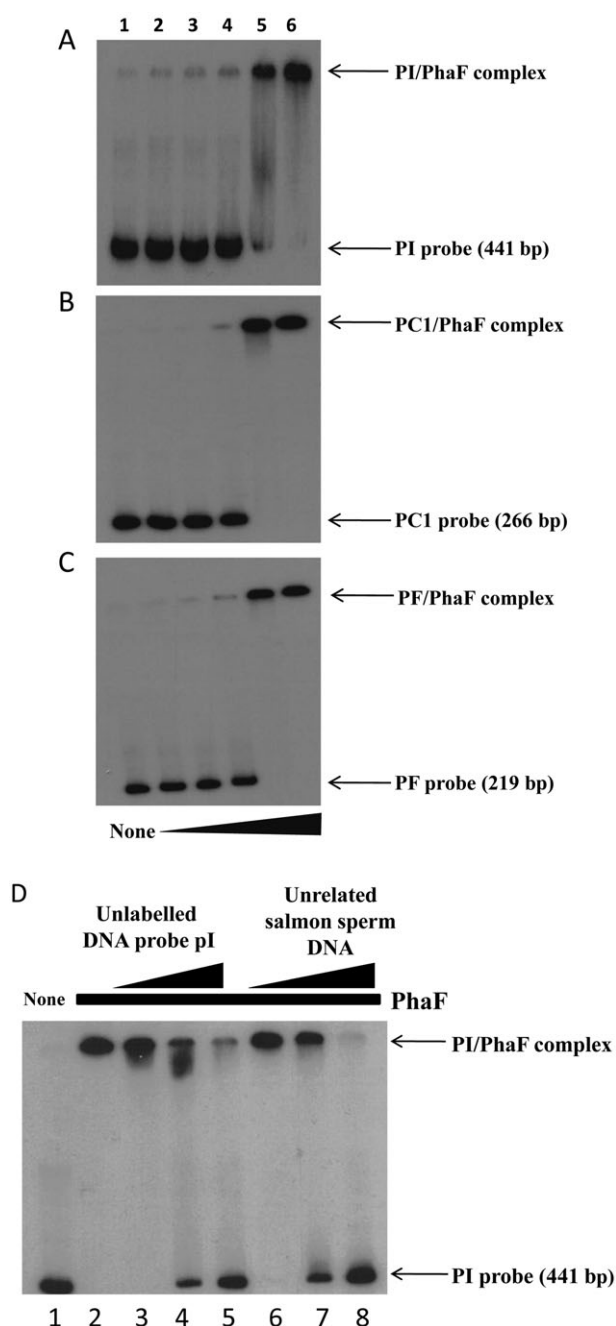 1 2 3 4 5 6
A
PI/PhaF complex
PI probe (441 bp)
B
PC1/PhaF complex
PC1 probe (266 bp)
C
PF/PhaF complex
PF probe (219 bp)
None
D
Unlabelled
DNA probe pI
Unrelated
salmon sperm
DNA
None
PhaF
PI/PhaF complex
PI probe (441 bp)
1 2 3 4 5 6 7 8